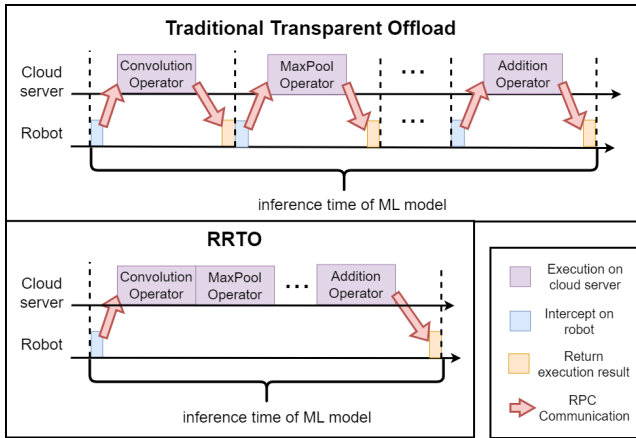 Traditional Transparent Offload
Cloud
server
Convolution
Operator
MaxPool
Operator
...
Addition
Operator
Robot
...
inference time of ML model
RRTO
Cloud
server
Convolution
Operator
MaxPool
Operator
...
Addition
Operator
Robot
inference time of ML model
Execution on
cloud server
Intercept on
robot
Return
execution result
RPC
Communication